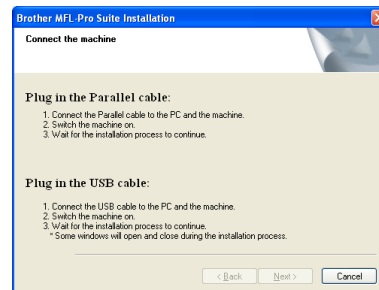 Brother MFL-Pro Suite Installation
Connect the machine
Plug in the Parallel cable:
1. Connect the Parallel cable to the PC and the machine.
2. Switch the machine on.
3. Wait for the installation process to continue.
Plug in the USB cable:
1. Connect the USB cable to the PC and the machine.
2. Switch the machine on.
3. Wait for the installation process to continue.
* Some windows will open and close during the installation process.
< Back Next > Cancel